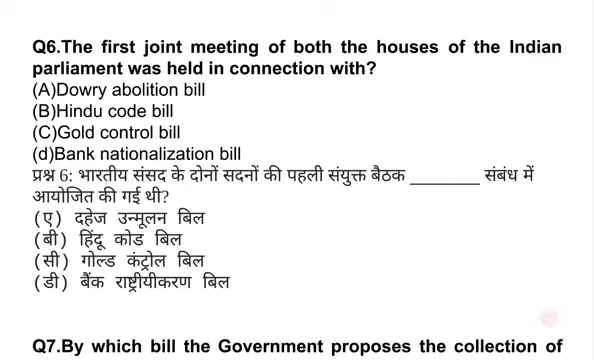 Q6.The first joint meeting of both the houses of the Indian
parliament was held in connection with?
(A)Dowry abolition bill
(B)Hindu code bill
(C)Gold control bill
(d)Bank nationalization bill
प्रश्न 6: भारतीय संसद के दोनों सदनों की पहली संयुक्त बैठक ________ संबंध में
आयोजित की गई थी?
(ए) दहेज उन्मूलन बिल
(बी) हिंदू कोड बिल
(सी) गोल्ड कंट्रोल बिल
(डी) बैंक राष्ट्रीयीकरण बिल
Q7.By which bill the Government proposes the collection of